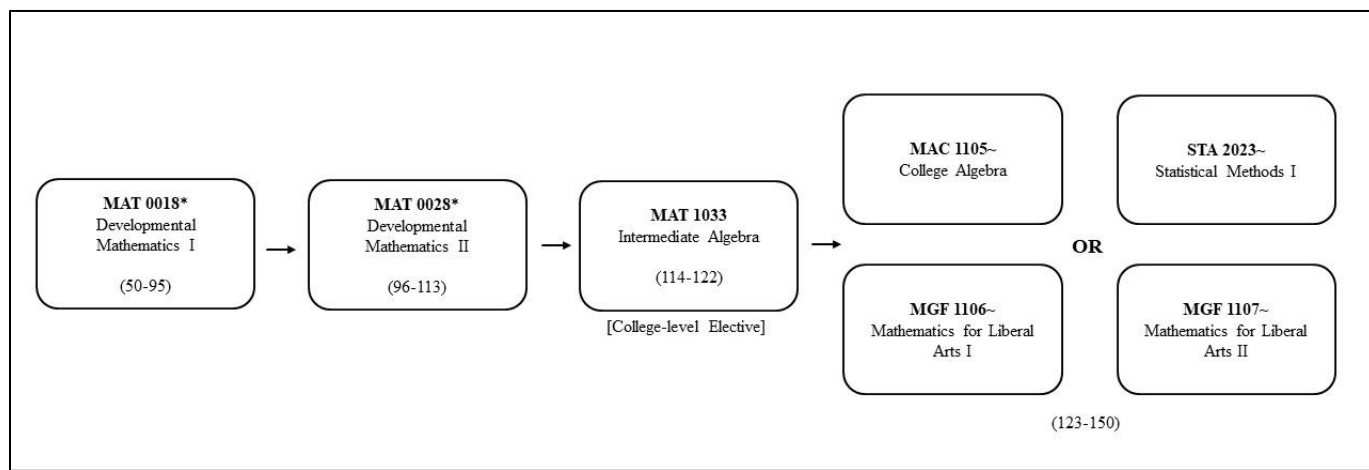 MAT 0018*
Developmental
Mathematics I
(50-95)
MAT 0028*
Developmental
Mathematics II
(96-113)
MAT 1033
Intermediate Algebra
(114-122)
[College-level Elective]
MAC 1105~
College Algebra
STA 2023~
Statistical Methods I
OR
MGF 1106~
Mathematics for Liberal
Arts I
MGF 1107~
Mathematics for Liberal
Arts II
(123-150)